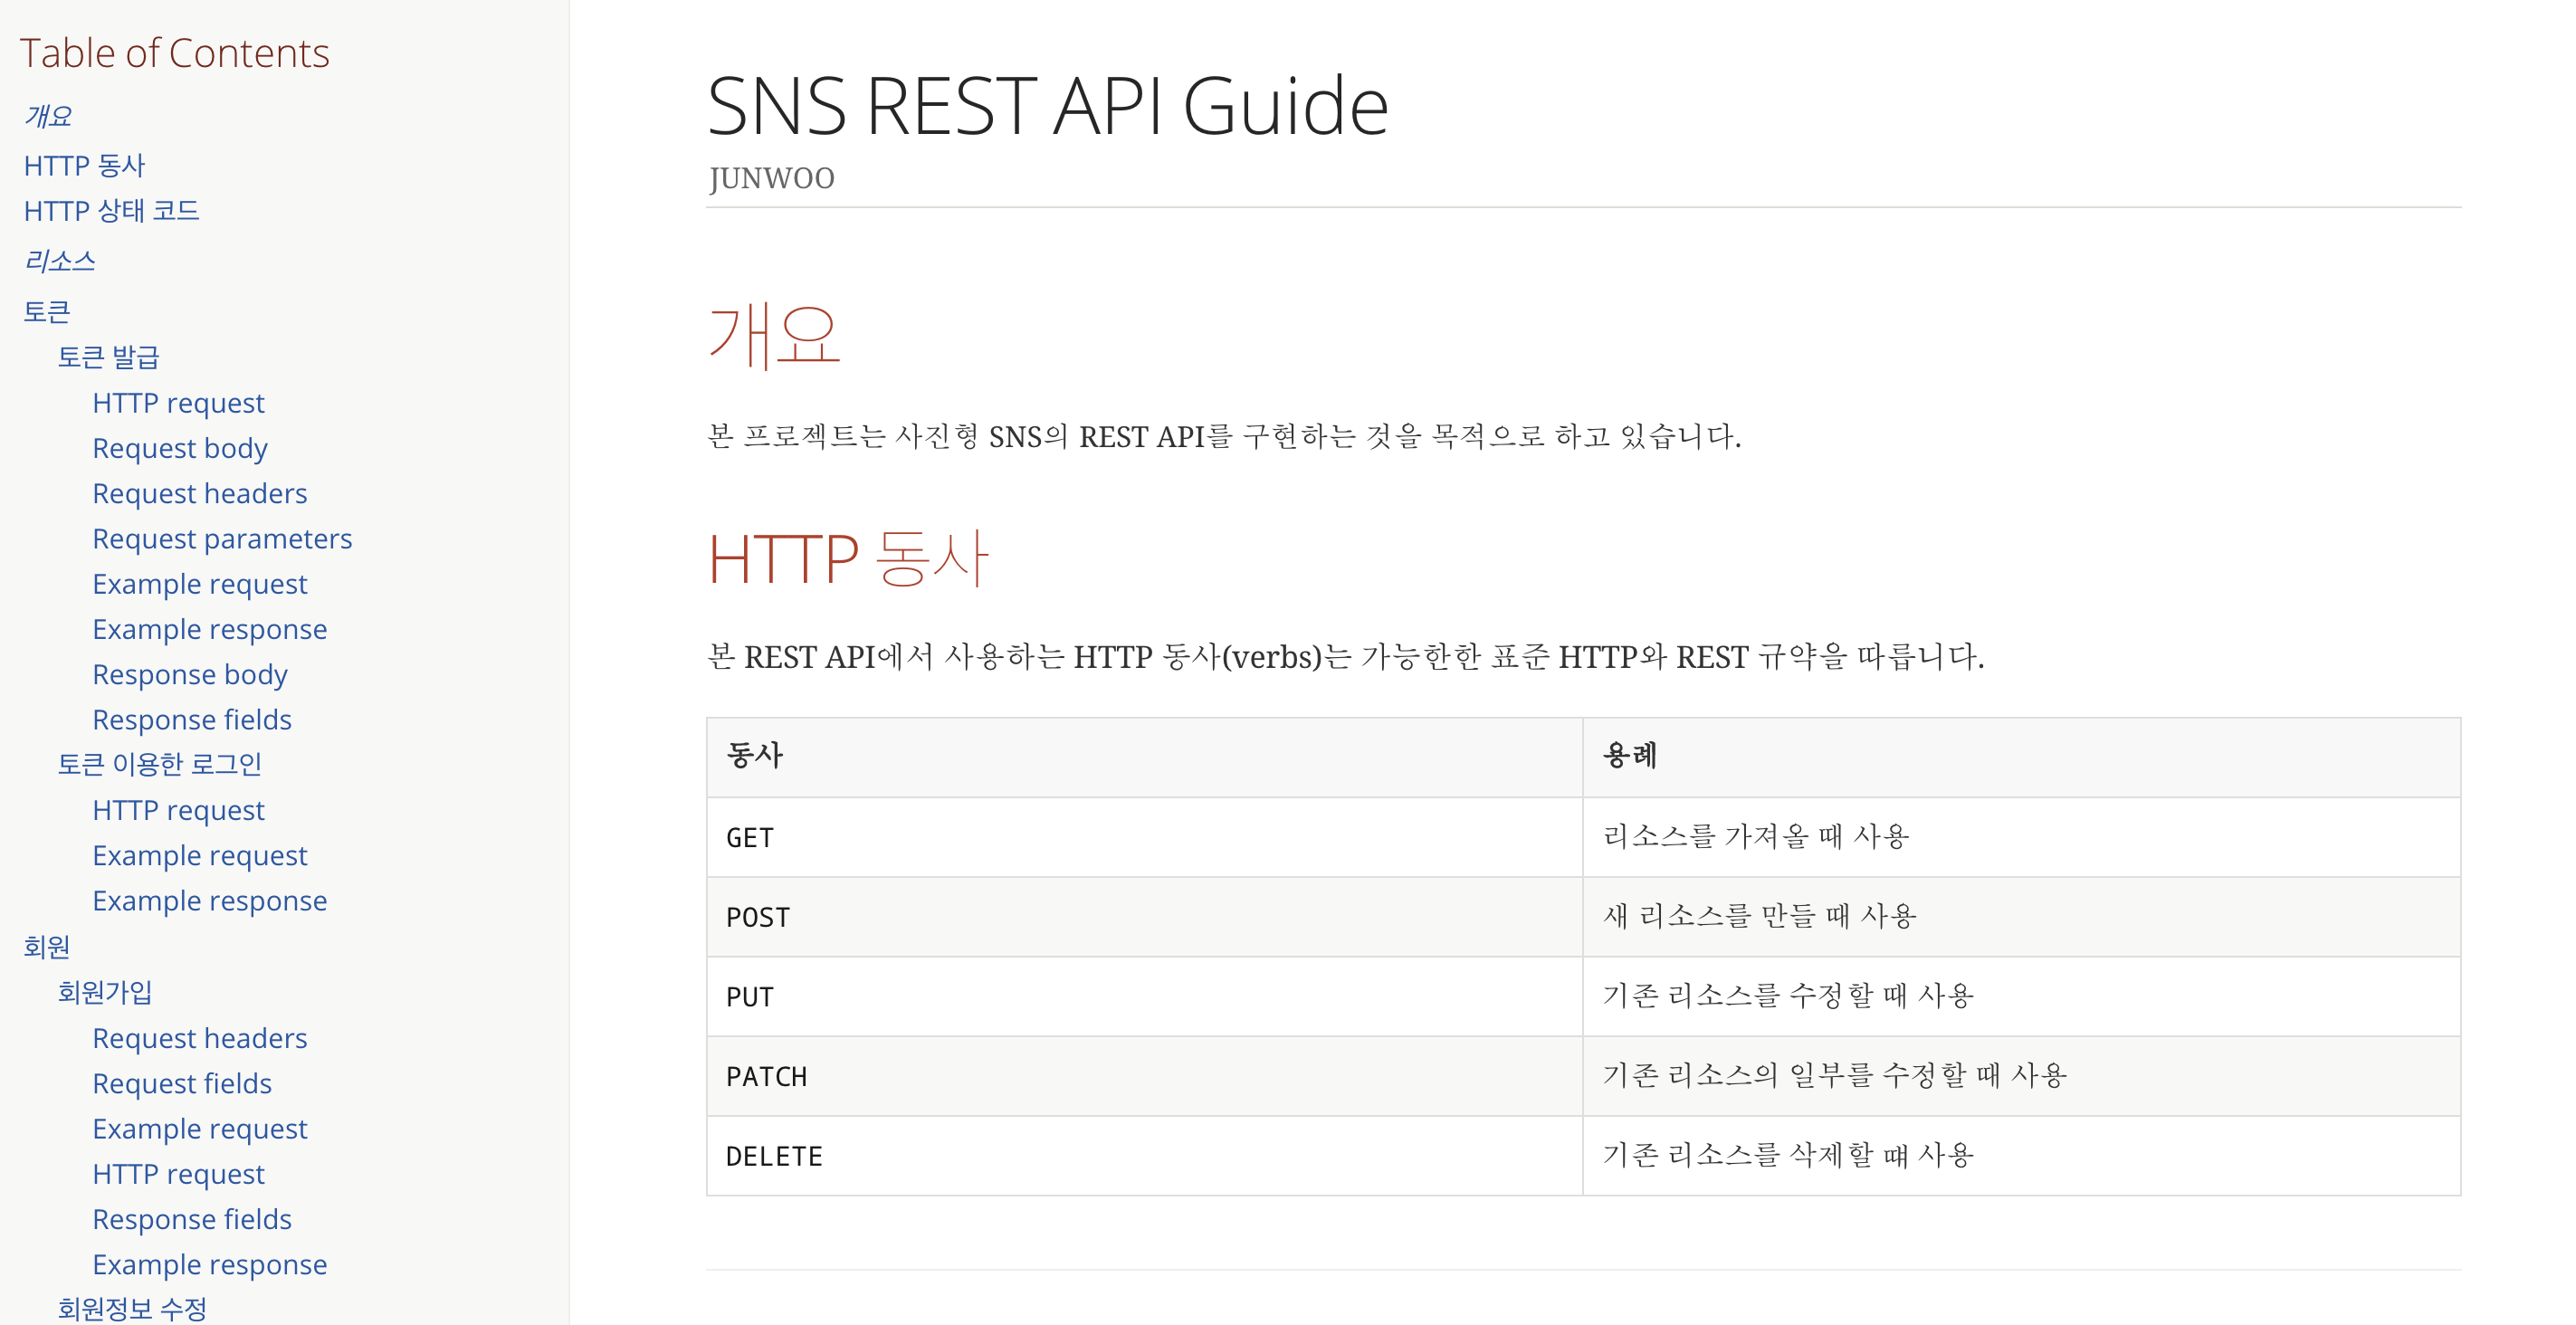 Table of Contents
개요
HTTP 동사
HTTP 상태 코드
리소스
토큰
토큰 발급
HTTP request
Request body
Request headers
Request parameters
Example request
Example response
Response body
Response fields
토큰 이용한 로그인
HTTP request
Example request
Example response
회원
회원가입
Request headers
Request fields
Example request
HTTP request
Response fields
Example response
회원정보 수정
SNS REST API Guide
JUNWOO
개요
본 프로젝트는 사진형 SNS의 REST API를 구현하는 것을 목적으로 하고 있습니다.
HTTP 동사
본 REST API에서 사용하는 HTTP 동사(verbs)는 가능한한 표준 HTTP와 REST 규약을 따릅니다.
동사 용례
GET 리소스를 가져올 때 사용
POST 새 리소스를 만들 때 사용
PUT 기존 리소스를 수정할 때 사용
PATCH 기존 리소스의 일부를 수정할 때 사용
DELETE 기존 리소스를 삭제할 떄 사용